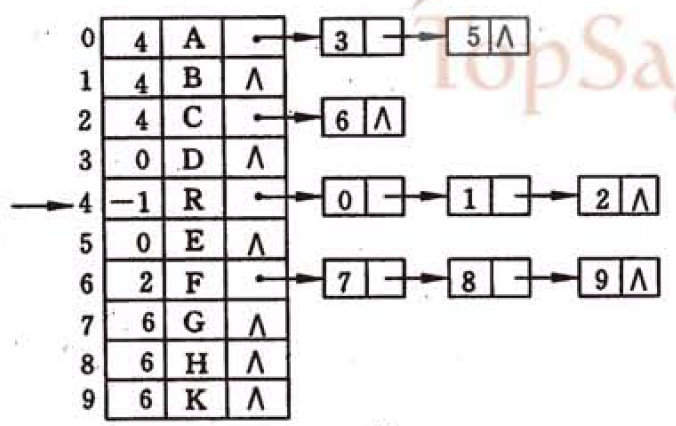 TopSa
0 4 A 3 5 ∧
1 4 B ∧
2 4 C 6 ∧
3 0 D ∧
4 -1 R 0 1 2 ∧
5 0 E ∧
6 2 F 7 8 9 ∧
7 6 G ∧
8 6 H ∧
9 6 K ∧